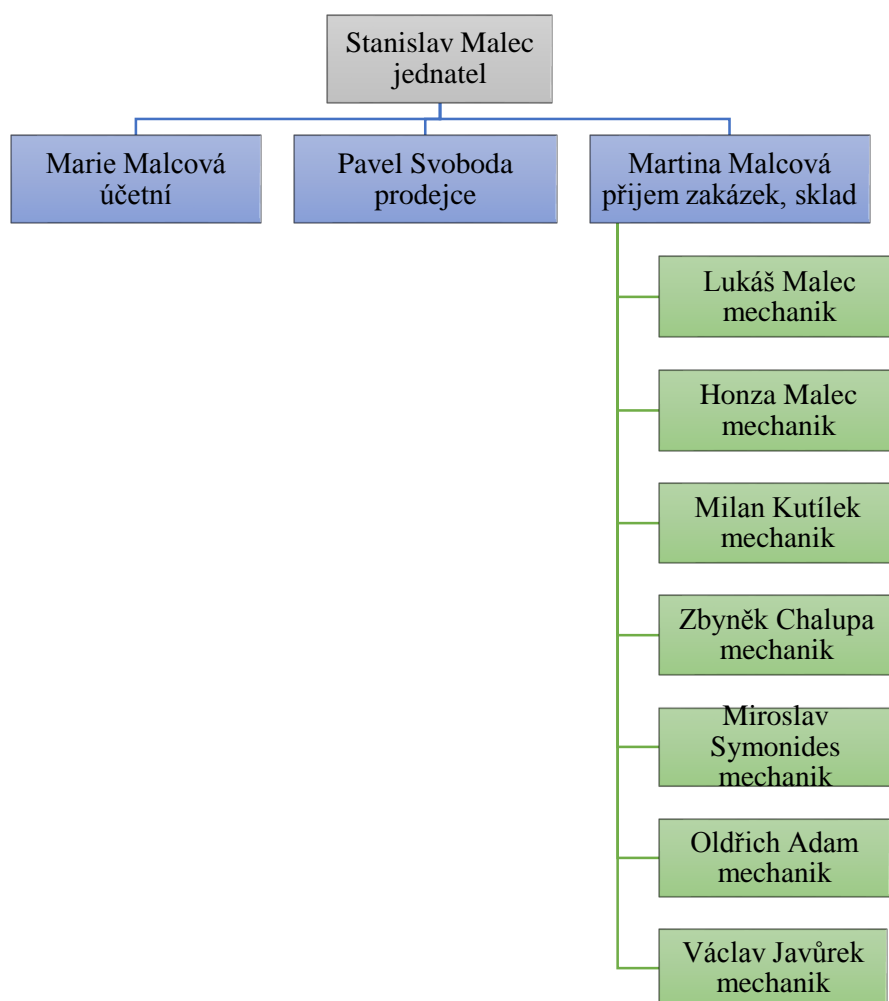 Stanislav Malec
jednatel
Marie Malcová
účetní
Pavel Svoboda
prodejce
Martina Malcová
přijem zakázek, sklad
Lukáš Malec
mechanik
Honza Malec
mechanik
Milan Kutílek
mechanik
Zbyněk Chalupa
mechanik
Miroslav
Symonides
mechanik
Oldřich Adam
mechanik
Václav Javůrek
mechanik